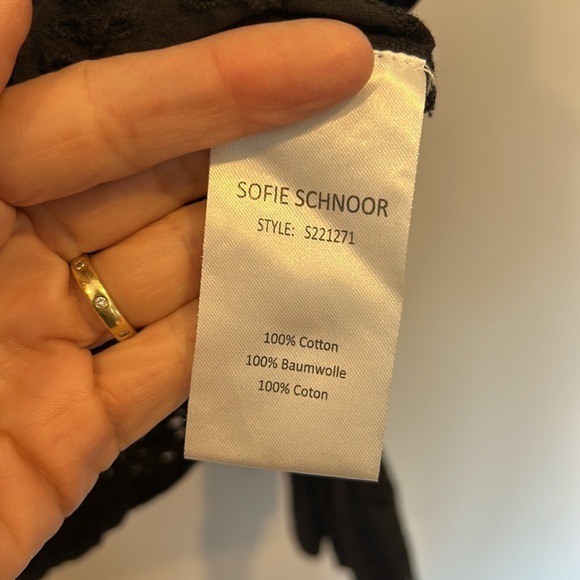 SOFIE SCHNOOR
STYLE: S221271
100% Cotton
100% Baumwolle
100% Coton